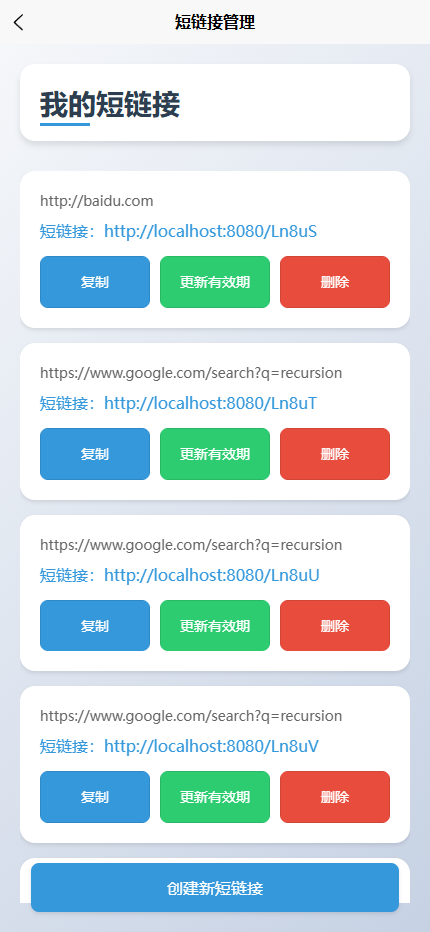 短链接管理
我的短链接
http://baidu.com
短链接：http://localhost:8080/Ln8uS
复制 更新有效期 删除
https://www.google.com/search?q=recursion
短链接：http://localhost:8080/Ln8uT
复制 更新有效期 删除
https://www.google.com/search?q=recursion
短链接：http://localhost:8080/Ln8uU
复制 更新有效期 删除
https://www.google.com/search?q=recursion
短链接：http://localhost:8080/Ln8uV
复制 更新有效期 删除
创建新短链接